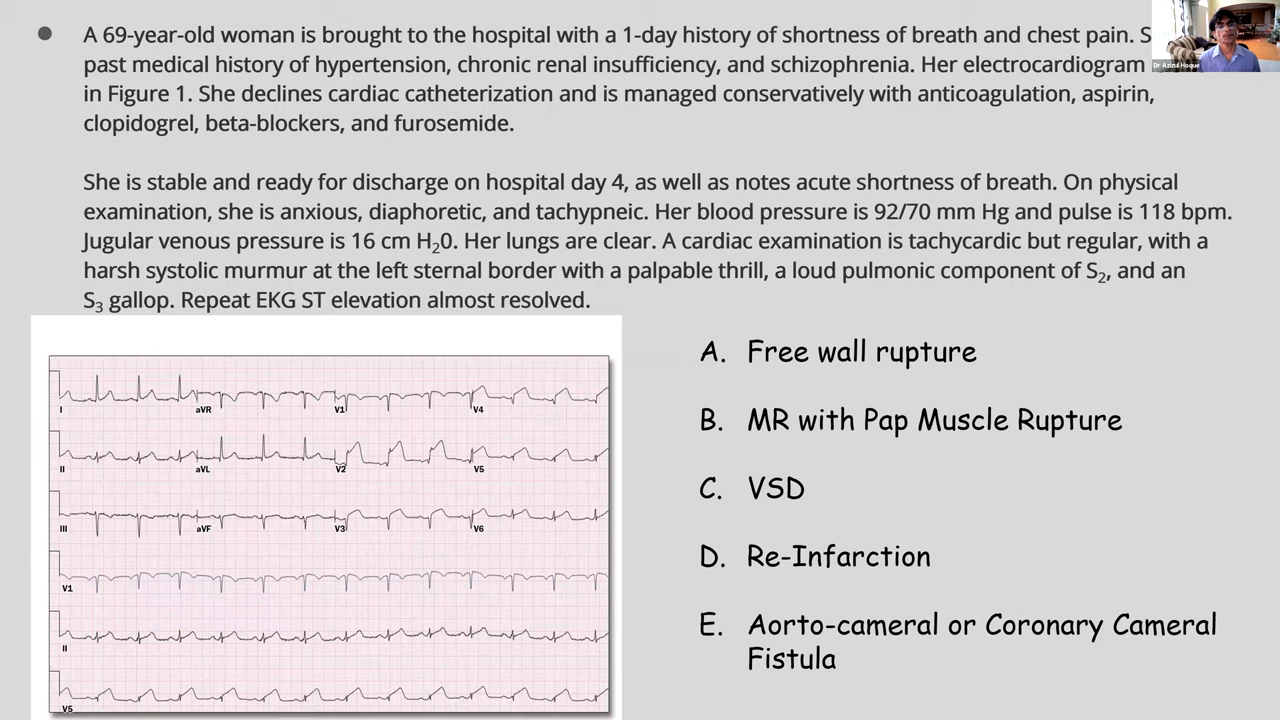 A 69-year-old woman is brought to the hospital with a 1-day history of shortness of breath and chest pain.
past medical history of hypertension, chronic renal insufficiency, and schizophrenia. Her electrocardiogram
in Figure 1. She declines cardiac catheterization and is managed conservatively with anticoagulation, aspirin,
clopidogrel, beta-blockers, and furosemide.
She is stable and ready for discharge on hospital day 4, as well as notes acute shortness of breath. On physical
examination, she is anxious, diaphoretic, and tachypneic. Her blood pressure is 92/70 mm Hg and pulse is 118 bpm.
Jugular venous pressure is 16 cm H₂0. Her lungs are clear. A cardiac examination is tachycardic but regular, with a
harsh systolic murmur at the left sternal border with a palpable thrill, a loud pulmonic component of S₂, and an
S₃ gallop. Repeat EKG ST elevation almost resolved.
A. Free wall rupture
B. MR with Pap Muscle Rupture
C. VSD
D. Re-Infarction
E. Aorto-cameral or Coronary Cameral
Fistula
I aVR V1 V4
II aVL V2 V5
III aVF V3 V6
V1
II
V5
Dr Azizul Hoque